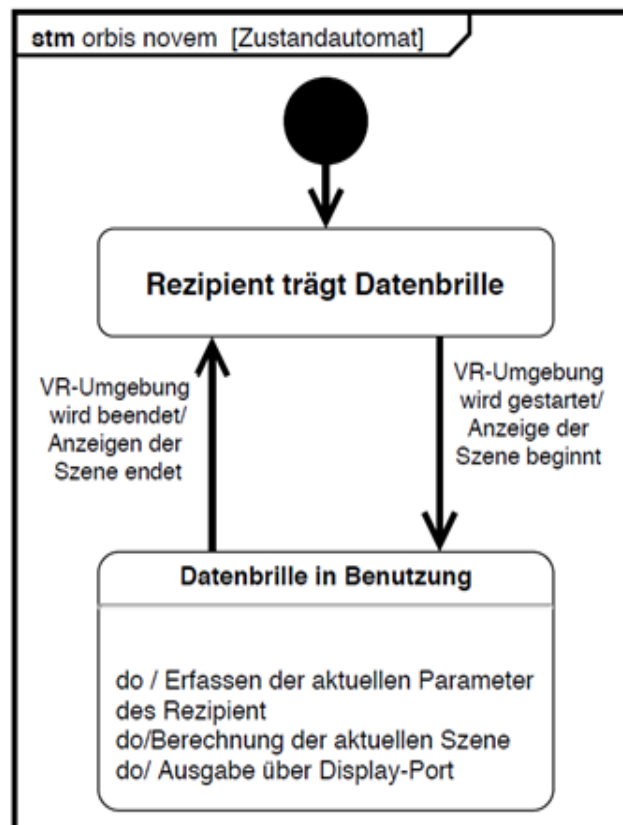 stm orbis novem [Zustandautomat]
Rezipient trägt Datenbrille
VR-Umgebung
wird beendet/
Anzeigen der
Szene endet
VR-Umgebung
wird gestartet/
Anzeige der
Szene beginnt
Datenbrille in Benutzung
do / Erfassen der aktuellen Parameter
des Rezipient
do/Berechnung der aktuellen Szene
do/ Ausgabe über Display-Port